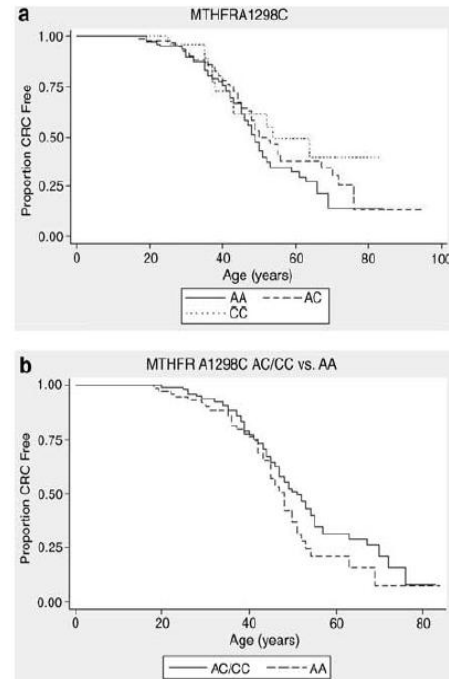 a
MTHFRA1298C
Proportion CRC Free
1.00
0.75
0.50
0.25
0.00
0 20 40 60 80 100
Age (years)
AA AC
CC
b
MTHFR A1298C AC/CC vs. AA
Proportion CRC Free
1.00
0.75
0.50
0.25
0.00
0 20 40 60 80
Age (years)
AC/CC AA